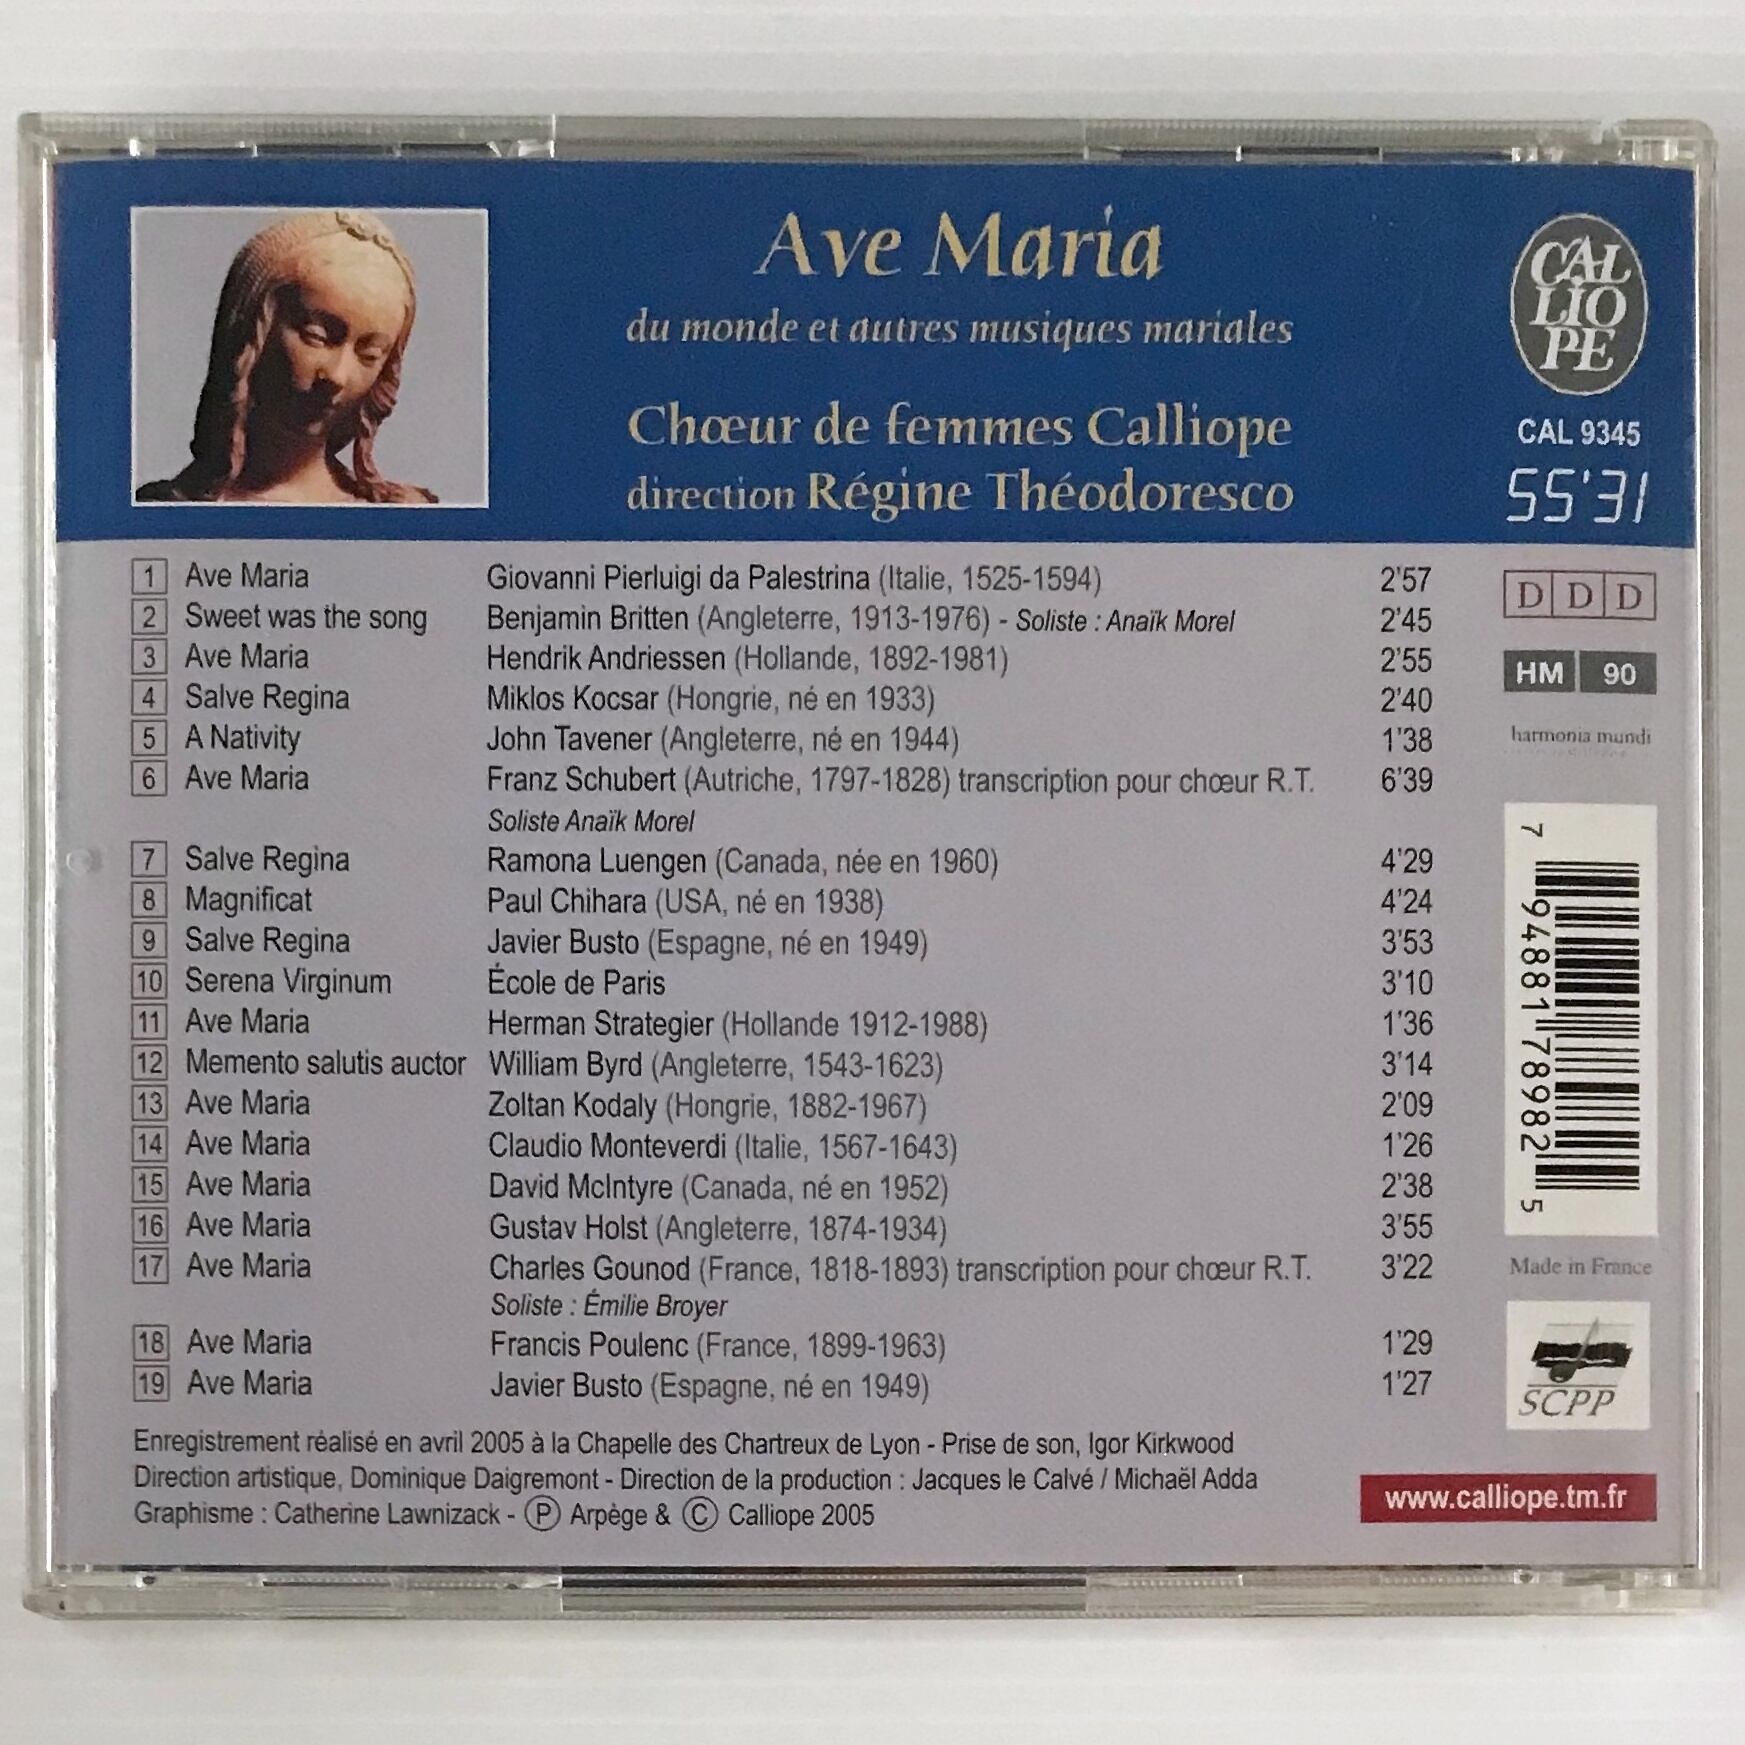 Ave Maria
du monde et autres musiques mariales
Chœur de femmes Calliope
direction Régine Théodoresco
CAL
LIO
PE
CAL 9345
55'31
1 Ave Maria Giovanni Pierluigi da Palestrina (Italie, 1525-1594) 2'57
2 Sweet was the song Benjamin Britten (Angleterre, 1913-1976) - Soliste : Anaïk Morel 2'45
3 Ave Maria Hendrik Andriessen (Hollande, 1892-1981) 2'55
4 Salve Regina Miklos Kocsar (Hongrie, né en 1933) 2'40
5 A Nativity John Tavener (Angleterre, né en 1944) 1'38
6 Ave Maria Franz Schubert (Autriche, 1797-1828) transcription pour chœur R.T. 6'39
Soliste Anaïk Morel
7 Salve Regina Ramona Luengen (Canada, née en 1960) 4'29
8 Magnificat Paul Chihara (USA, né en 1938) 4'24
9 Salve Regina Javier Busto (Espagne, né en 1949) 3'53
10 Serena Virginum École de Paris 3'10
11 Ave Maria Herman Strategier (Hollande 1912-1988) 1'36
12 Memento salutis auctor William Byrd (Angleterre, 1543-1623) 3'14
13 Ave Maria Zoltan Kodaly (Hongrie, 1882-1967) 2'09
14 Ave Maria Claudio Monteverdi (Italie, 1567-1643) 1'26
15 Ave Maria David McIntyre (Canada, né en 1952) 2'38
16 Ave Maria Gustav Holst (Angleterre, 1874-1934) 3'55
17 Ave Maria Charles Gounod (France, 1818-1893) transcription pour chœur R.T. 3'22
Soliste : Émilie Broyer
18 Ave Maria Francis Poulenc (France, 1899-1963) 1'29
19 Ave Maria Javier Busto (Espagne, né en 1949) 1'27
Enregistrement réalisé en avril 2005 à la Chapelle des Chartreux de Lyon - Prise de son, Igor Kirkwood
Direction artistique, Dominique Daigremont - Direction de la production : Jacques le Calvé / Michaël Adda
Graphisme : Catherine Lawnizack - Ⓟ Arpège & Ⓒ Calliope 2005
D D D
HM 90
harmonia mundi
7 94881 78982 5
Made in France
SCPP
www.calliope.tm.fr